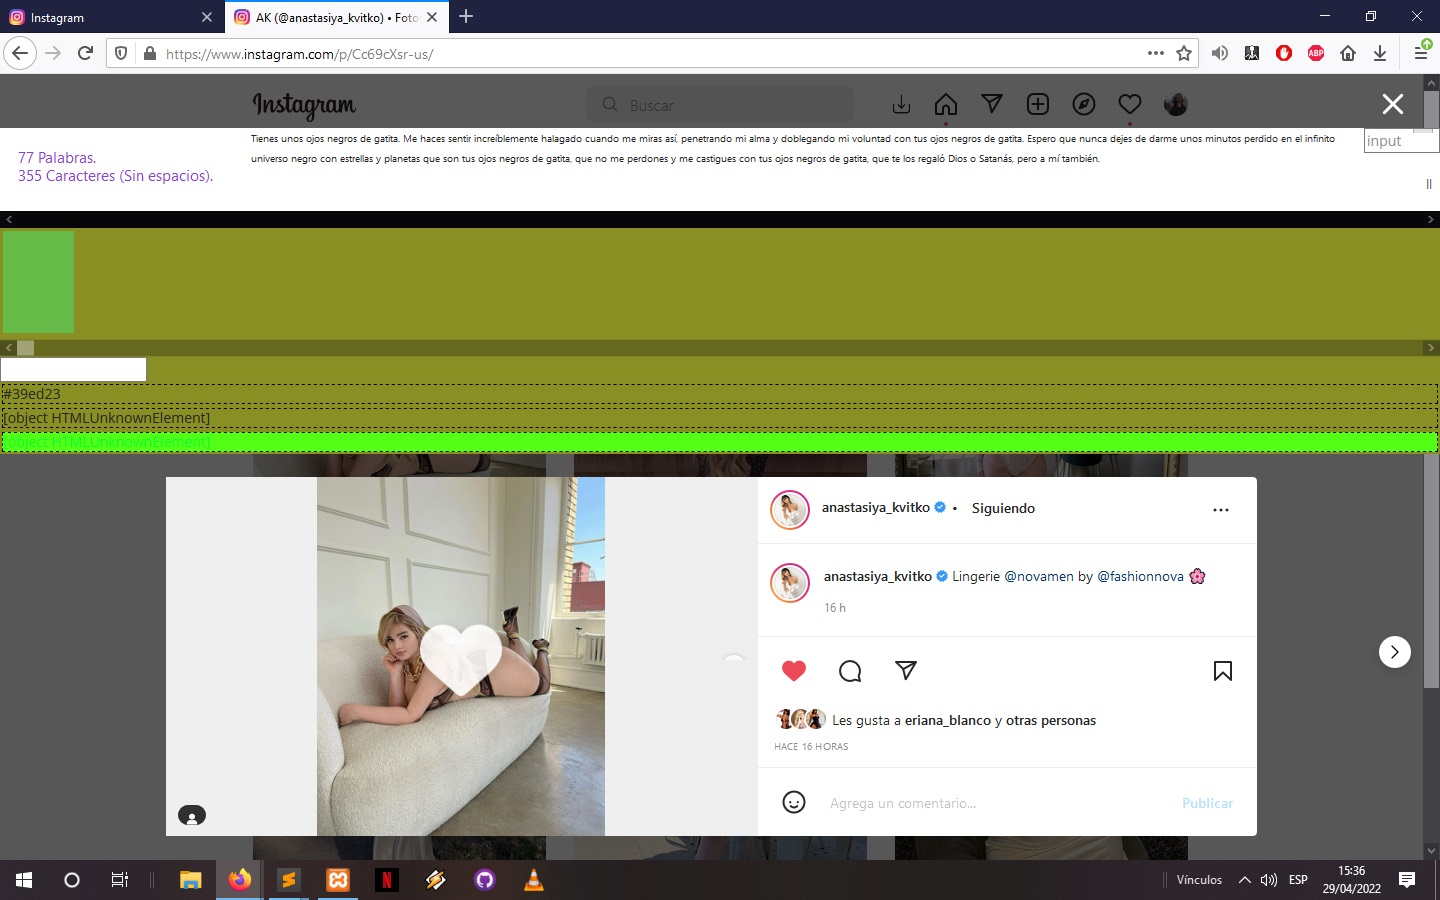 Instagram
AK (@anastasiya_kvitko) • Foto
https://www.instagram.com/p/Cc69cXsr-us/
ABP
Instagram
Buscar
Tienes unos ojos negros de gatita. Me haces sentir increíblemente halagado cuando me miras así, penetrando mi alma y doblegando mi voluntad con tus ojos negros de gatita. Espero que nunca dejes de darme unos minutos perdido en el infinito
universo negro con estrellas y planetas que son tus ojos negros de gatita, que no me perdones y me castigues con tus ojos negros de gatita, que te los regaló Dios o Satanás, pero a mí también.
input
77 Palabras.
355 Caracteres (Sin espacios).
#39ed23
[object HTMLUnknownElement]
[object HTMLUnknownElement]
anastasiya_kvitko • Siguiendo
anastasiya_kvitko Lingerie @novamen by @fashionnova 🌸
16 h
Les gusta a eriana_blanco y otras personas
HACE 16 HORAS
Agrega un comentario...
Publicar
Vínculos
ESP
15:36
29/04/2022